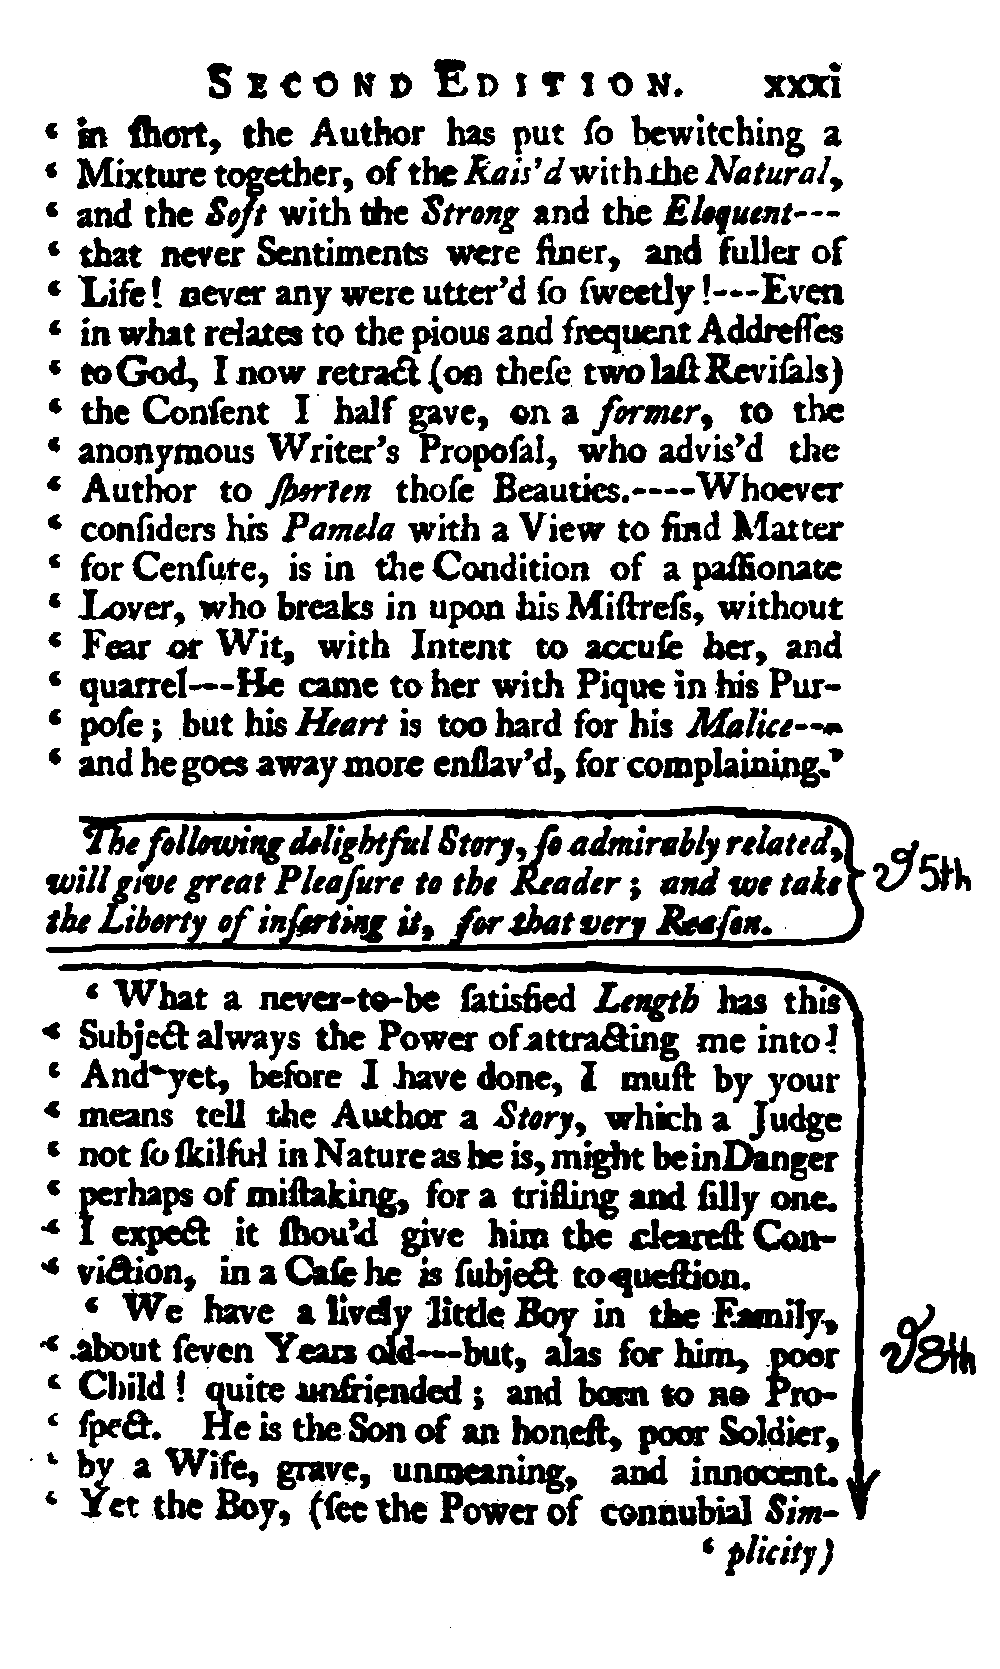 SECOND EDITION. xxxi
‘ in ſhort, the Author has put ſo bewitching a
‘ Mixture together, of the Rais’d with the Natural,
‘ and the Soft with the Strong and the Eloquent---
‘ that never Sentiments were finer, and fuller of
‘ Life! never any were utter’d ſo ſweetly!---Even
‘ in what relates to the pious and frequent Addreſſes
‘ to God, I now retract (on theſe two laſt Reviſals)
‘ the Conſent I half gave, on a former, to the
‘ anonymous Writer’s Propoſal, who advis’d the
‘ Author to ſhorten thoſe Beauties.----Whoever
‘ conſiders his Pamela with a View to find Matter
‘ for Cenſure, is in the Condition of a paſſionate
‘ Lover, who breaks in upon his Miſtreſs, without
‘ Fear or Wit, with Intent to accuſe her, and
‘ quarrel---He came to her with Pique in his Pur-
‘ poſe; but his Heart is too hard for his Malice---
‘ and he goes away more enſlav’d, for complaining.’
The following delightful Story, ſo admirably related,
will give great Pleaſure to the Reader; and we take
the Liberty of inſerting it, for that very Reaſon.
5th
‘ What a never-to-be ſatisfied Length has this
‘ Subject always the Power of attracting me into!
‘ And yet, before I have done, I muſt by your
‘ means tell the Author a Story, which a Judge
‘ not ſo ſkilful in Nature as he is, might be in Danger
‘ perhaps of miſtaking, for a trifling and ſilly one.
‘ I expect it ſhou’d give him the cleareſt Con-
‘ viction, in a Caſe he is ſubject to queſtion.
‘ We have a lively little Boy in the Family,
‘ about ſeven Years old---but, alas for him, poor
8th
‘ Child! quite unfriended; and born to no Pro-
‘ ſpect. He is the Son of an honeſt, poor Soldier,
‘ by a Wife, grave, unmeaning, and innocent.
‘ Yet the Boy, (ſee the Power of connubial Sim-
‘ plicity)